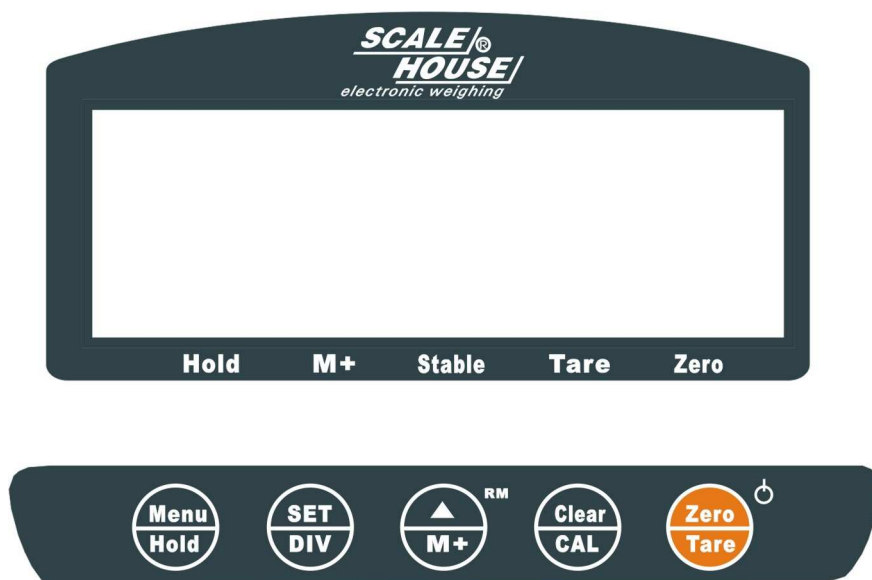 SCALE ®
HOUSE
electronic weighing
Hold M+ Stable Tare Zero
Menu SET RM Clear Zero
Hold DIV M+ CAL Tare